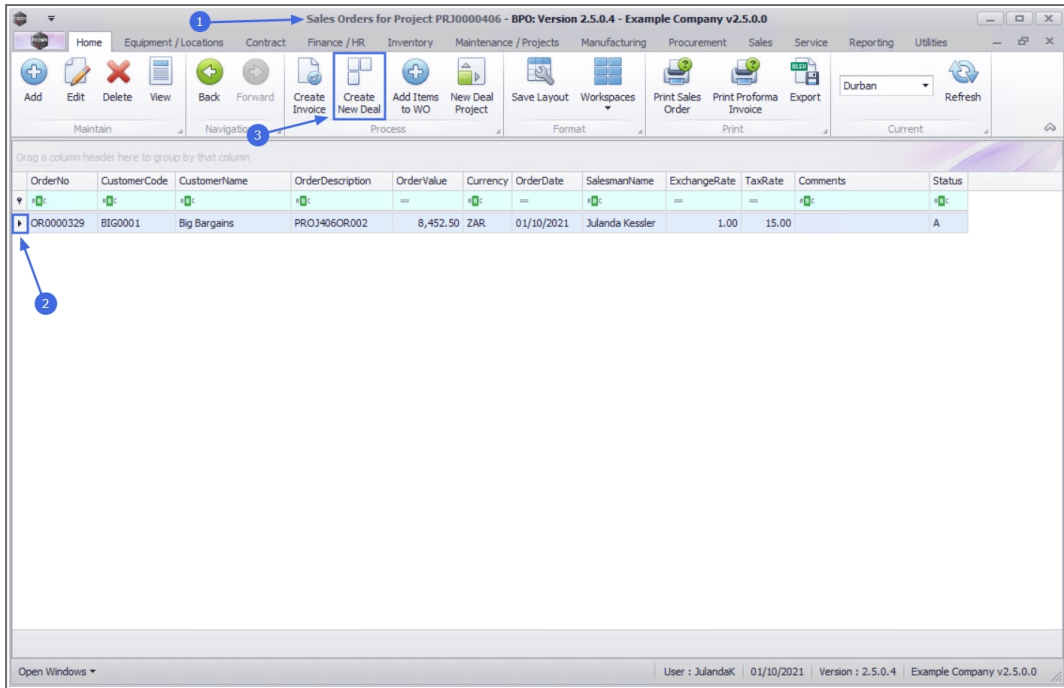 1
Sales Orders for Project PRJ0000406 - BPO: Version 2.5.0.4 - Example Company v2.5.0.0
Home Equipment / Locations Contract Finance / HR Inventory Maintenance / Projects Manufacturing Procurement Sales Service Reporting Utilities
Add Edit Delete View Back Forward Create Invoice Create New Deal Add Items to WO New Deal Project Save Layout Workspaces Print Sales Order Print Proforma Invoice XLSX Export Durban Refresh
Maintain Navigation 3 Process Format Print Current
Drag a column header here to group by that column
OrderNo CustomerCode CustomerName OrderDescription OrderValue Currency OrderDate SalesmanName ExchangeRate TaxRate Comments Status
OR0000329 BIG0001 Big Bargains PROJ406OR002 8,452.50 ZAR 01/10/2021 Julanda Kessler 1.00 15.00 A
2
Open Windows User : JulandaK 01/10/2021 Version : 2.5.0.4 Example Company v2.5.0.0